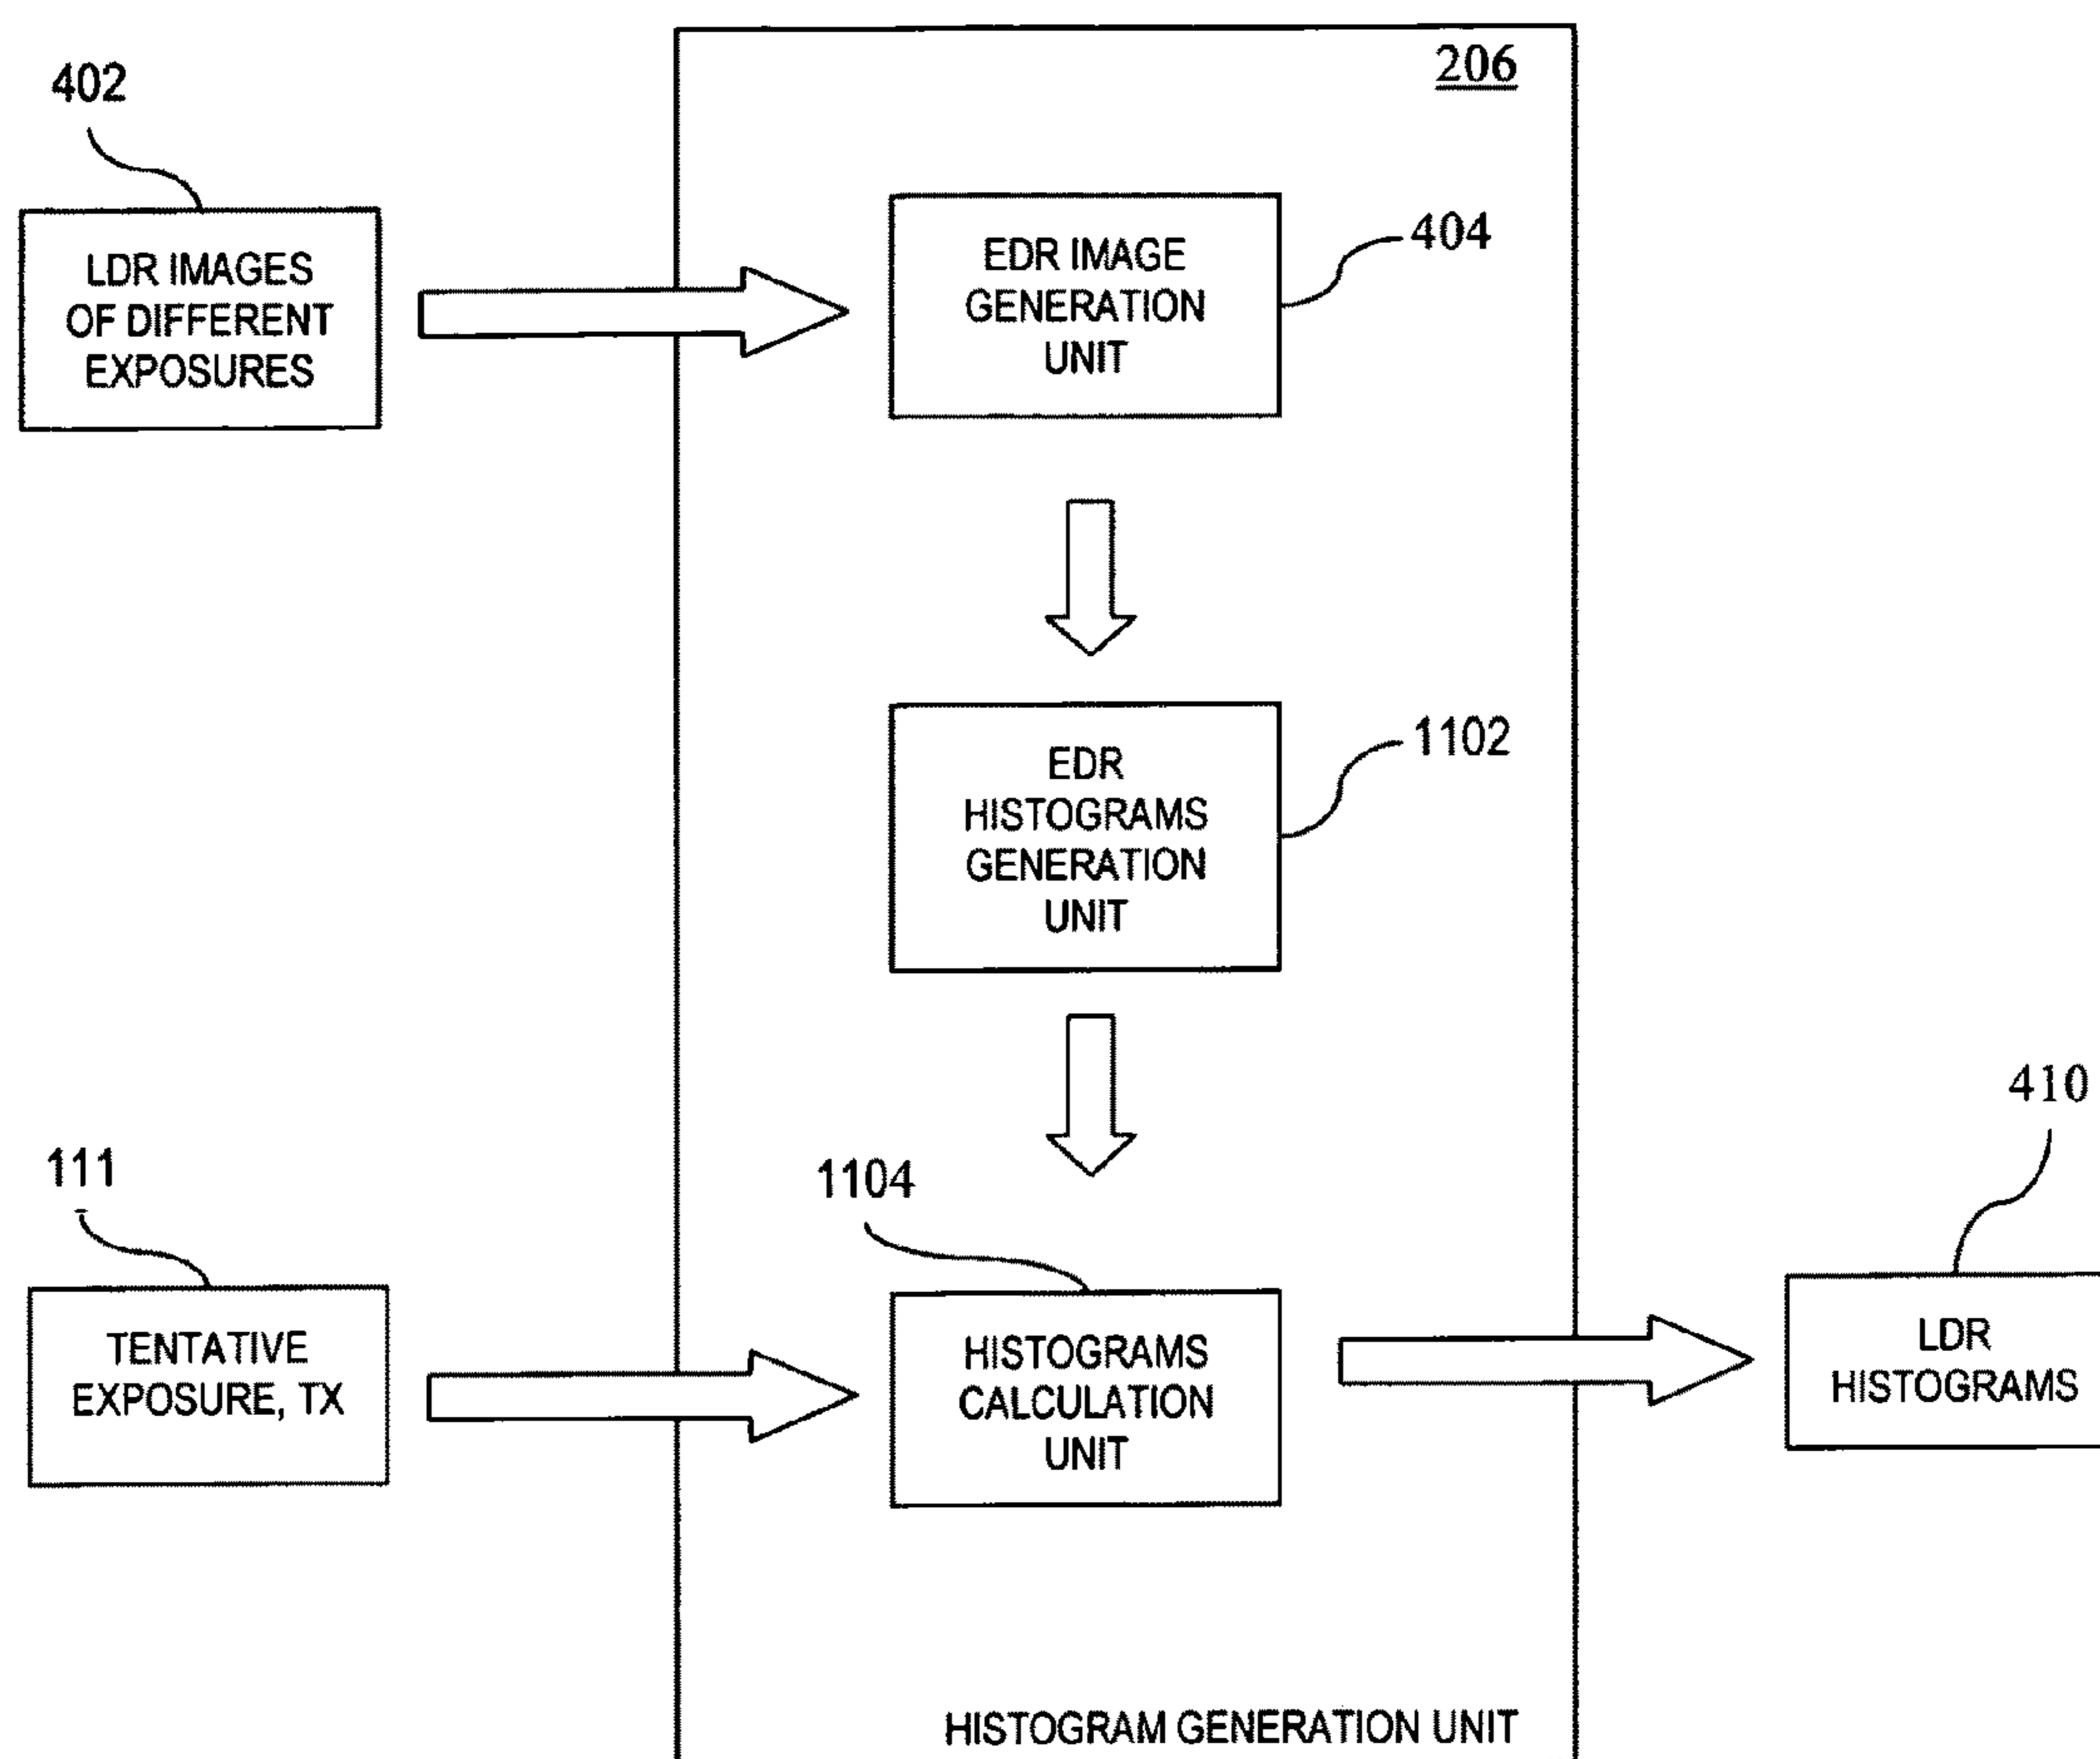 206
402
LDR IMAGES
OF DIFFERENT
EXPOSURES
EDR IMAGE
GENERATION
UNIT
404
EDR
HISTOGRAMS
GENERATION
UNIT
1102
111
TENTATIVE
EXPOSURE, TX
1104
HISTOGRAMS
CALCULATION
UNIT
410
LDR
HISTOGRAMS
HISTOGRAM GENERATION UNIT